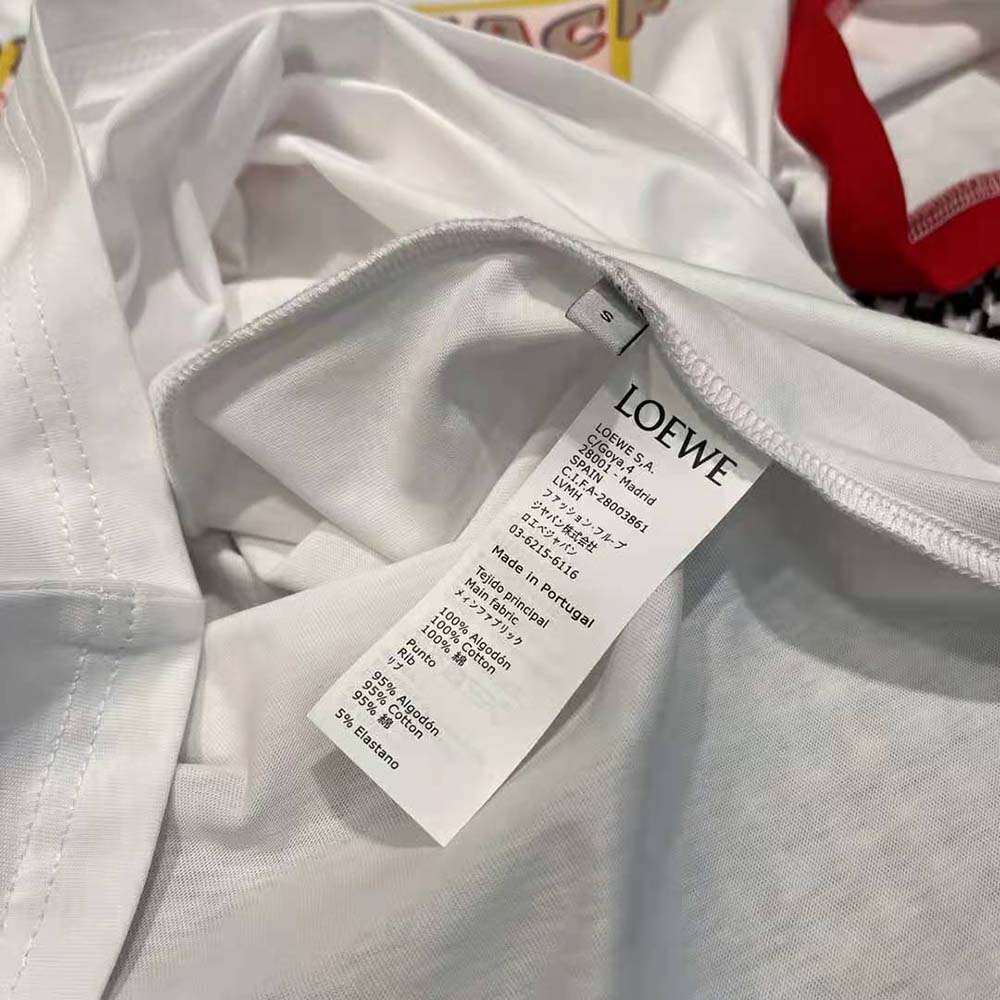 S
LOEWE
LOEWE S,A.
C/Goya,4
28001 - Madrid
SPAIN
C.I.F.A-28003861
LVMH
ファッション・フループ
ジャパン株式会社
ロエベジャパン
03-6215-6116
Made in Portugal
Tejido principal
Main fabric
メィンファブリック
100% Algodón
100% Cotton
100% 綿
Punto
Rib
リブ
95% Algodón
95% Cotton
95% 綿
5% Elastano